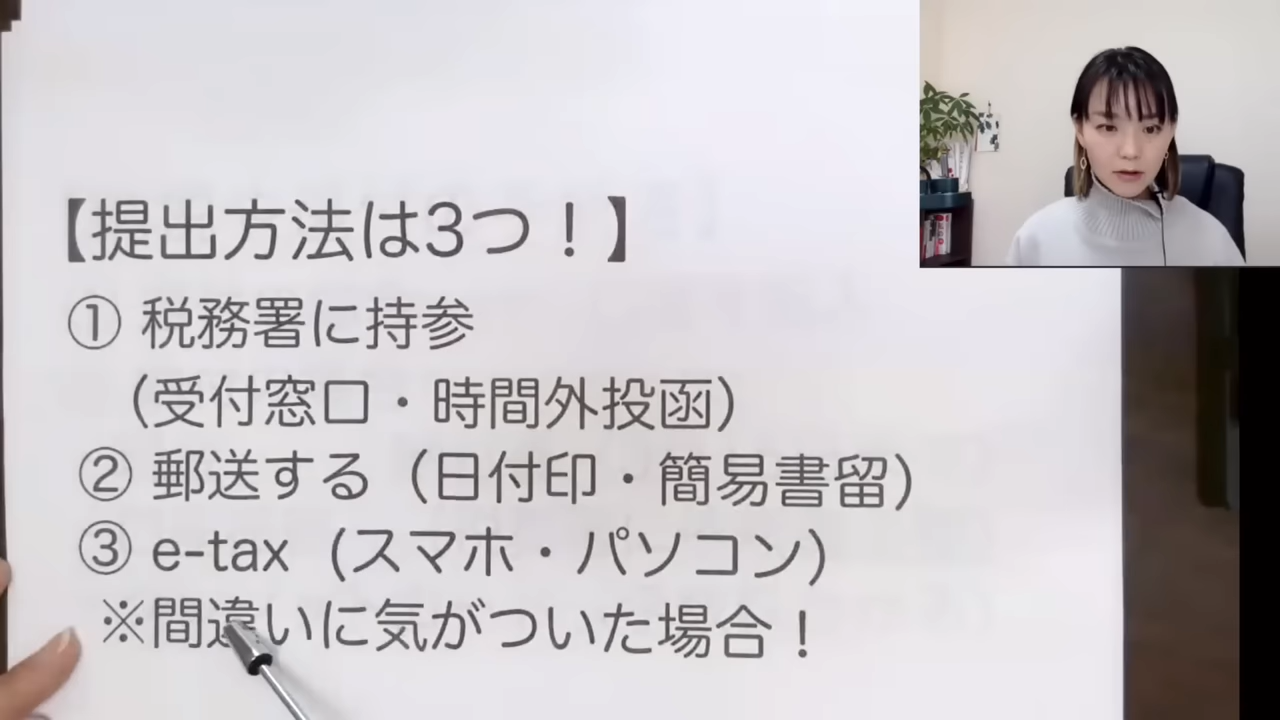 【提出方法は3つ！】
① 税務署に持参
（受付窓口・時間外投函）
② 郵送する（日付印・簡易書留）
③ e-tax（スマホ・パソコン）
※間違いに気がついた場合！